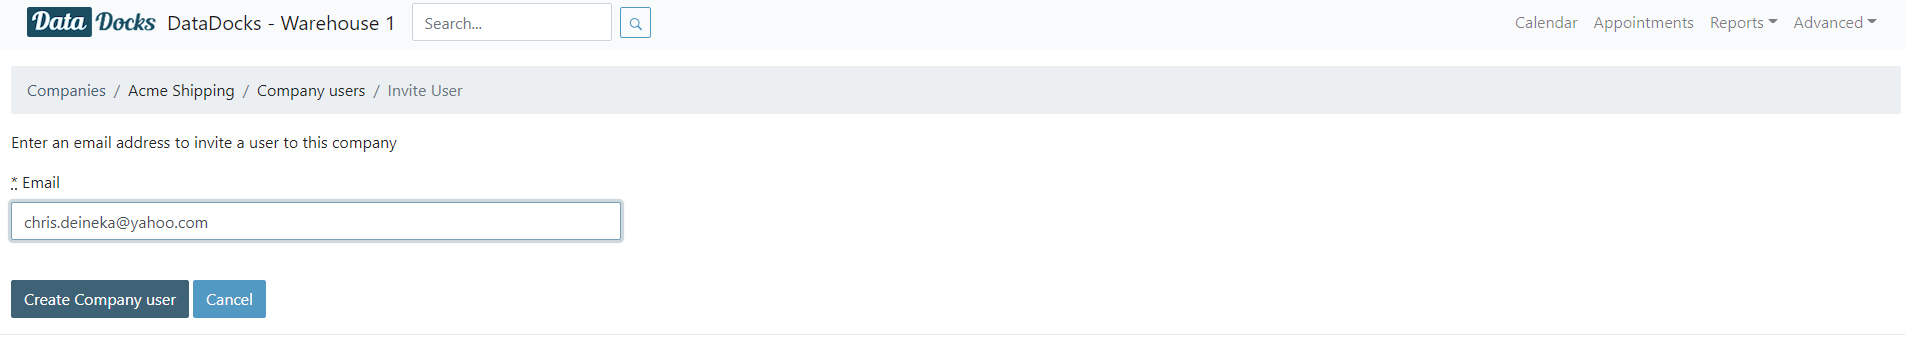 Data Docks DataDocks - Warehouse 1 Search... Calendar Appointments Reports Advanced
Companies / Acme Shipping / Company users / Invite User
Enter an email address to invite a user to this company
* Email
chris.deineka@yahoo.com
Create Company user Cancel